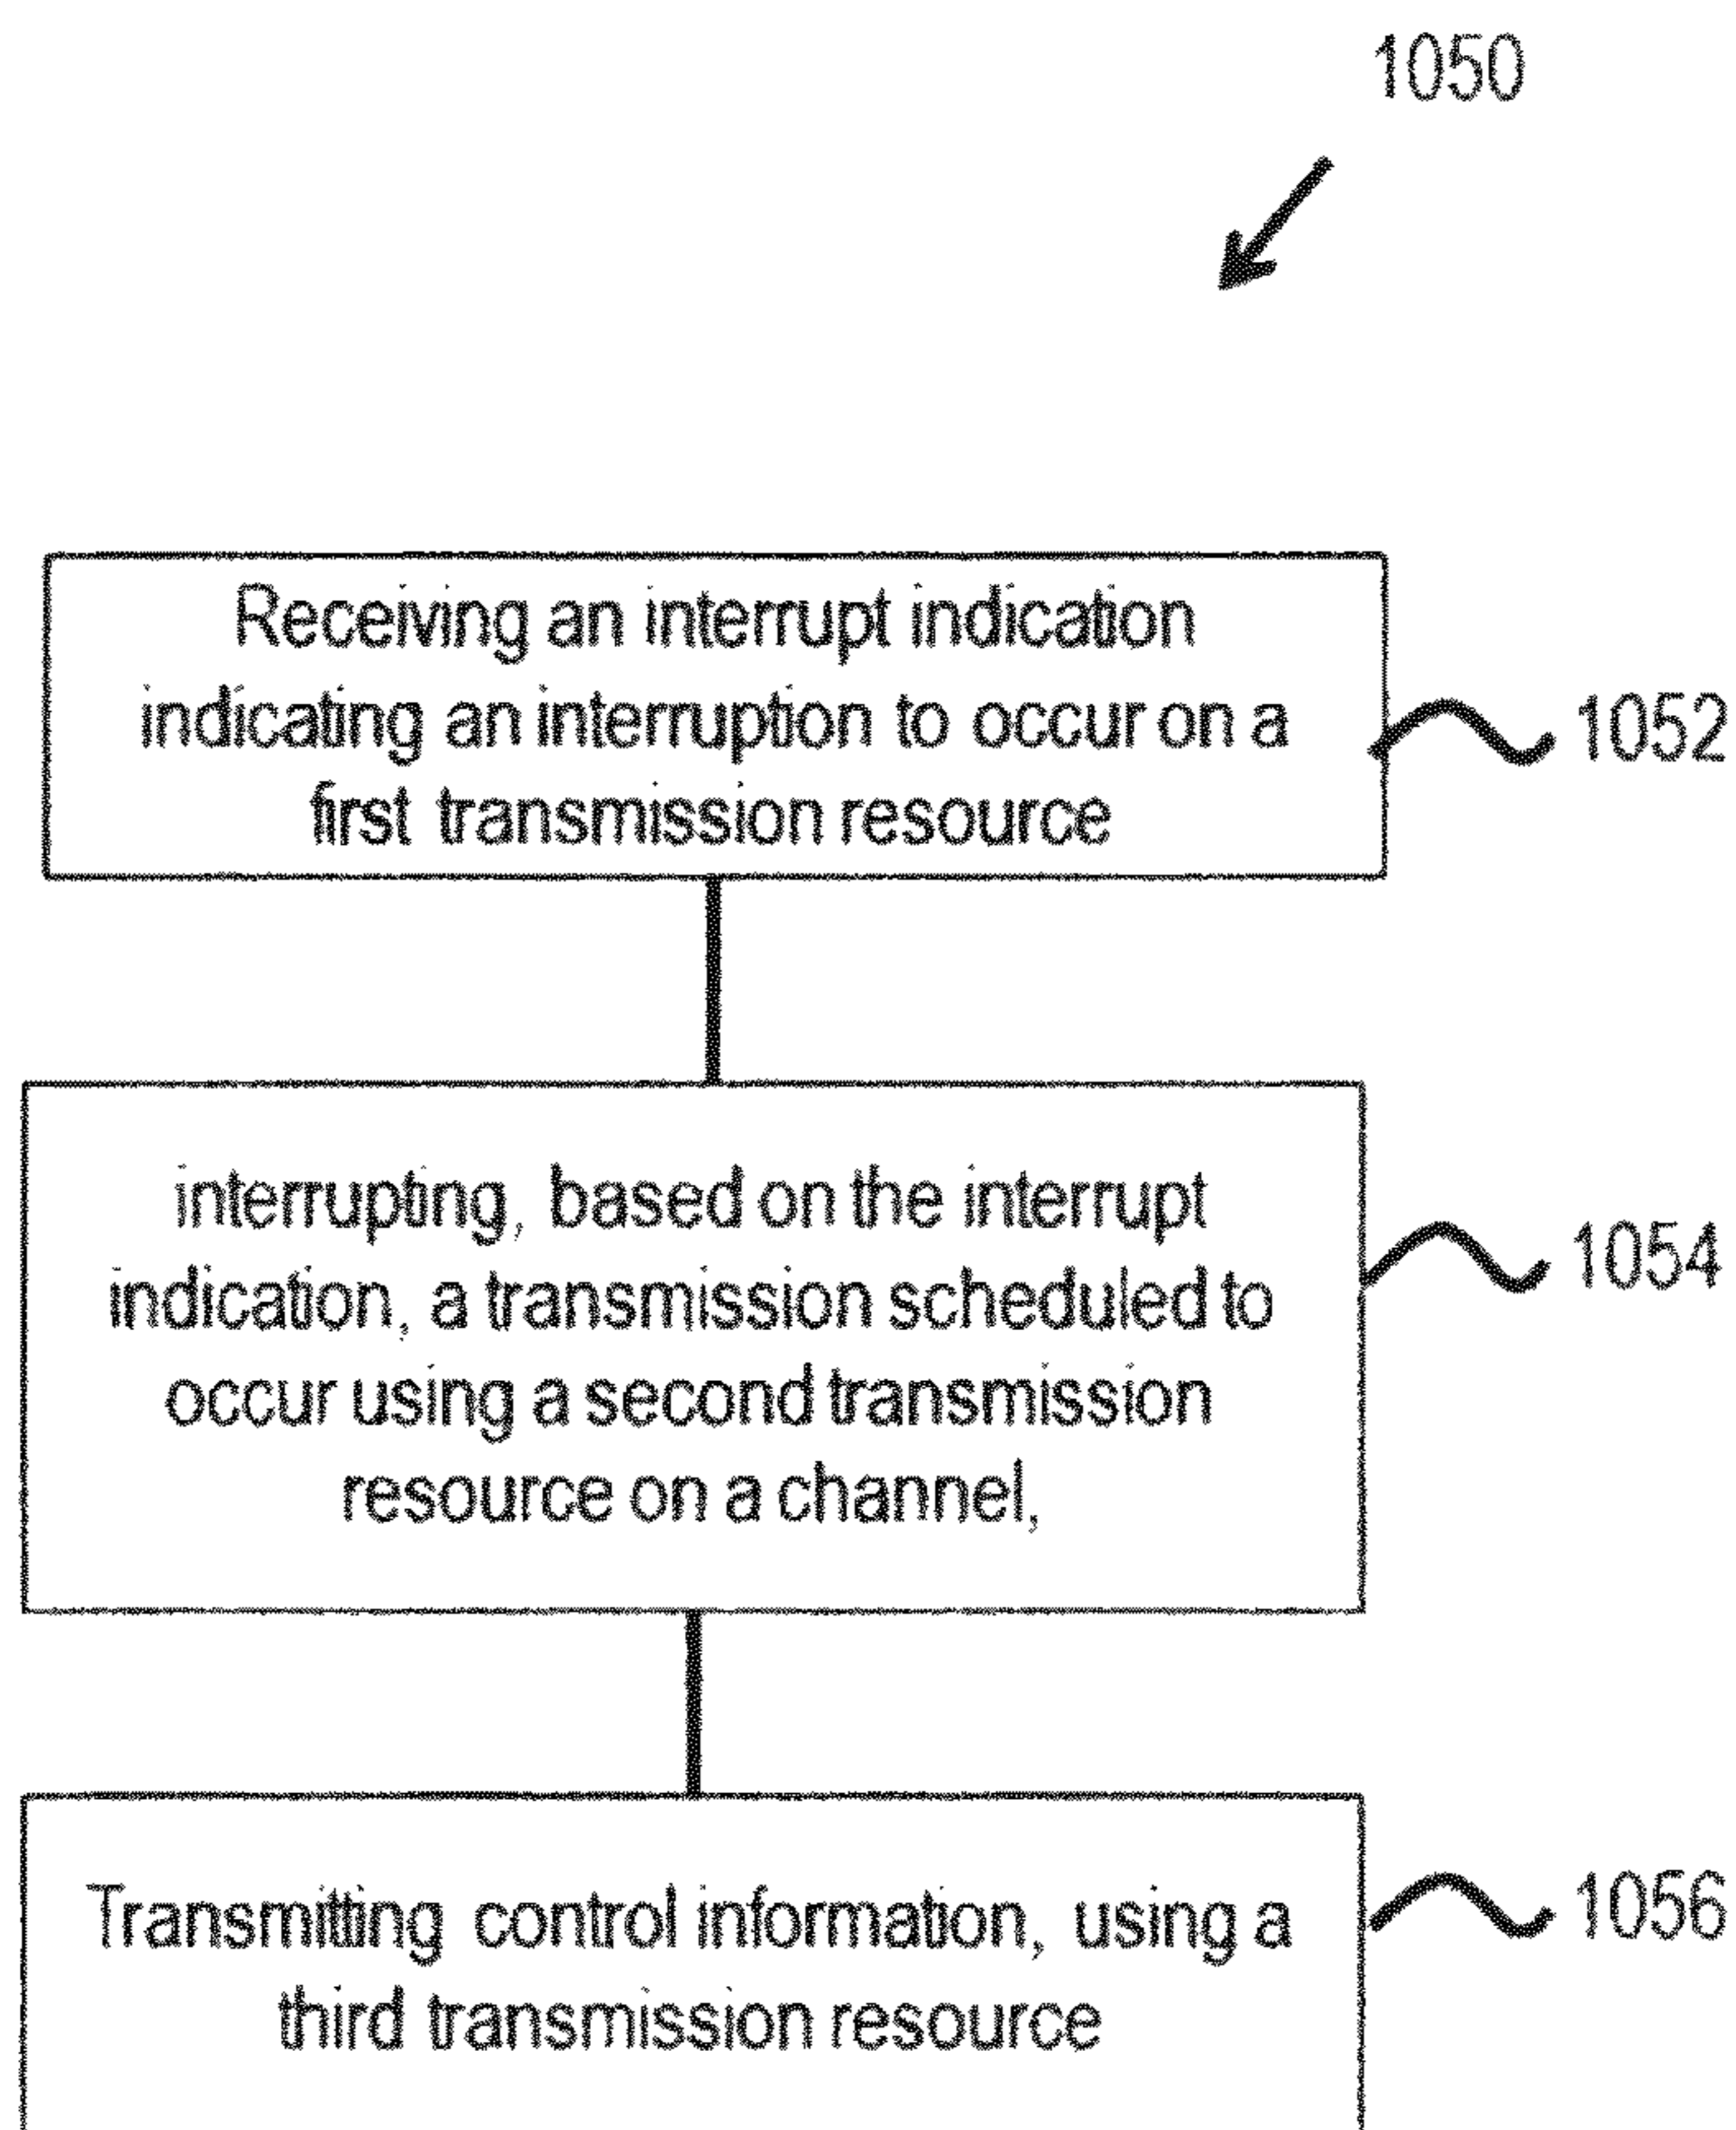 1050
Receiving an interrupt indication
indicating an interruption to occur on a
first transmission resource
1052
interrupting, based on the interrupt
indication, a transmission scheduled to
occur using a second transmission
resource on a channel,
1054
Transmitting control information, using a
third transmission resource
1056